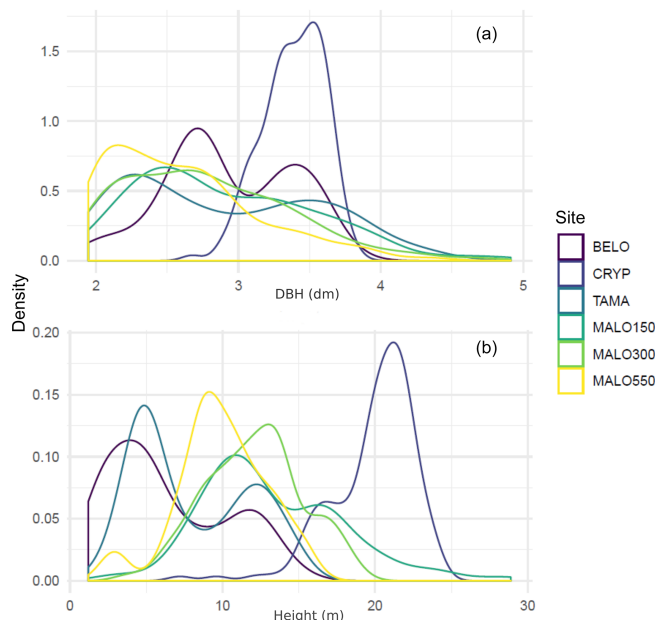 (a)
1.5
1.0
0.5
0.0
2 3 4 5
DBH (dm)
Density
Site
BELO
CRYP
TAMA
MALO150
MALO300
MALO550
(b)
0.20
0.15
0.10
0.05
0.00
0 10 20 30
Height (m)